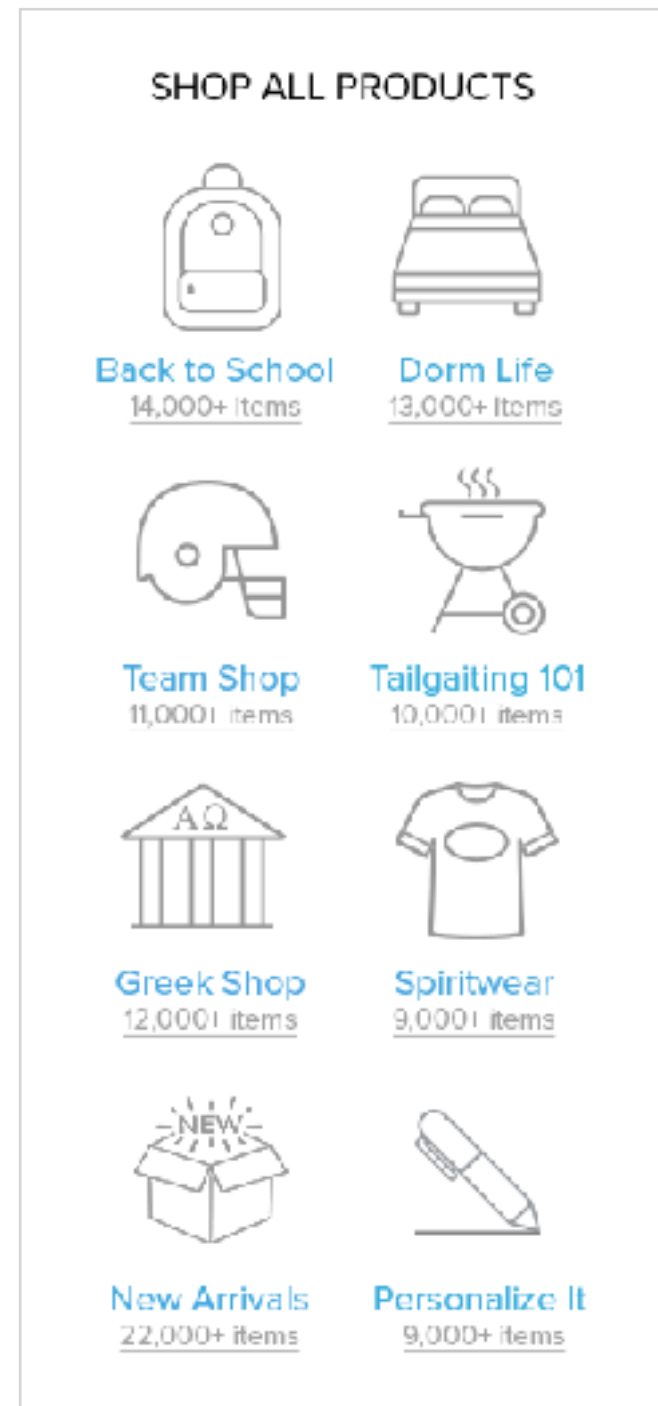 SHOP ALL PRODUCTS
Back to School
14,000+ items
Dorm Life
13,000+ items
Team Shop
11,000+ items
Tailgaiting 101
10,000+ items
ΑΩ
Greek Shop
12,000+ items
Spiritwear
9,000+ items
NEW
New Arrivals
22,000+ items
Personalize It
9,000+ items